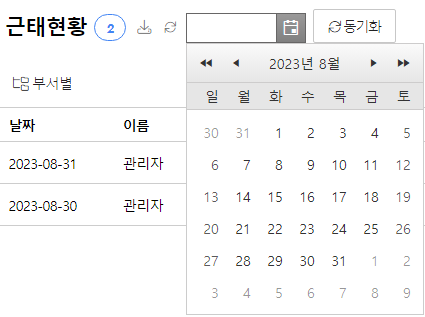 근태현황 2 동기화
2023년 8월
부서별
일 월 화 수 목 금 토
날짜 이름
30 31 1 2 3 4 5
2023-08-31 관리자
6 7 8 9 10 11 12
2023-08-30 관리자
13 14 15 16 17 18 19
20 21 22 23 24 25 26
27 28 29 30 31 1 2
3 4 5 6 7 8 9